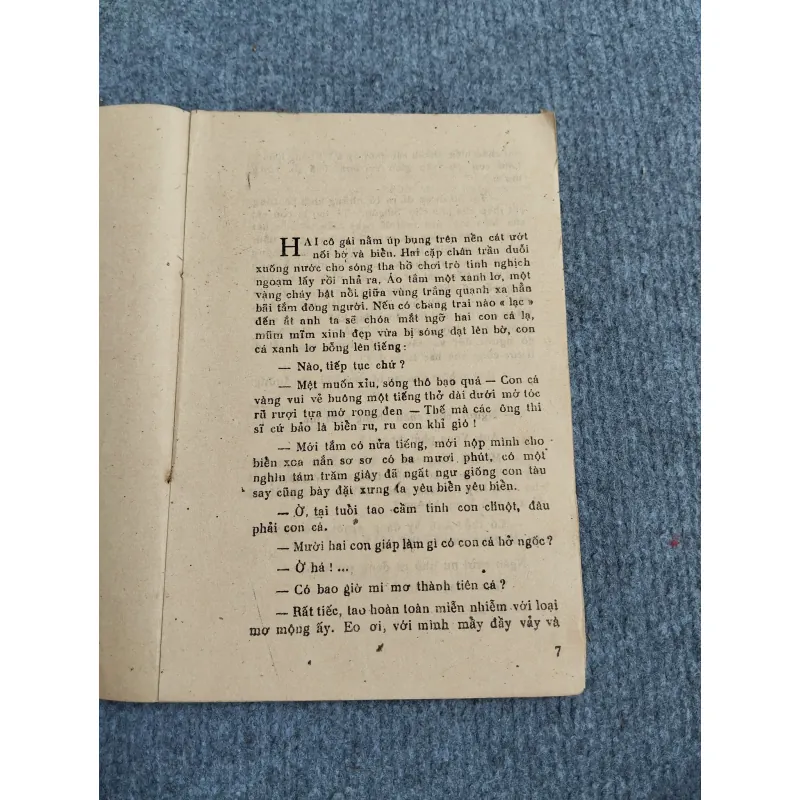 HAI cô gái nằm úp bụng trên nền cát ướt
nối bờ và biển. Hai cặp chân trần duỗi
xuống nước cho sóng tha hồ chơi trò tinh nghịch
ngoạm lấy rồi nhả ra. Áo tắm một xanh lơ, một
vàng cháy bật nổi giữa vùng trắng quạnh xa hẳn
bãi tắm đông người. Nếu có chàng trai nào « lạc »
đến ắt anh ta sẽ chóa mắt ngỡ hai con cá lạ,
mũm mĩm xinh đẹp vừa bị sóng dạt lên bờ, con
cá xanh lơ bỗng lên tiếng:
— Nào, tiếp tục chứ ?
— Mệt muốn xỉu, sóng thô bạo quá — Con cá
vàng vui vẻ buông một tiếng thở dài dưới mớ tóc
rũ rượi tựa mớ rong đen — Thế mà các ông thi
sĩ cứ bảo là biển ru, ru con khỉ gió !
— Mới tắm có nửa tiếng, mới nộp mình cho
biển xoa nắn sơ sơ có ba mươi phút, có một
nghìn tám trăm giây đã ngất ngư giống con tàu
say cũng bày đặt xưng ta yêu biển yêu biển.
— Ờ, tại tuổi tao cầm tinh con chuột, đâu
phải con cá.
— Mười hai con giáp làm gì có con cá hở ngốc?
— Ờ há !...
— Có bao giờ mi mơ thành tiên cá ?
— Rất tiếc, tao hoàn toàn miễn nhiễm với loại
mơ mộng ấy. Eo ơi, với mình mẩy đầy vảy và
7